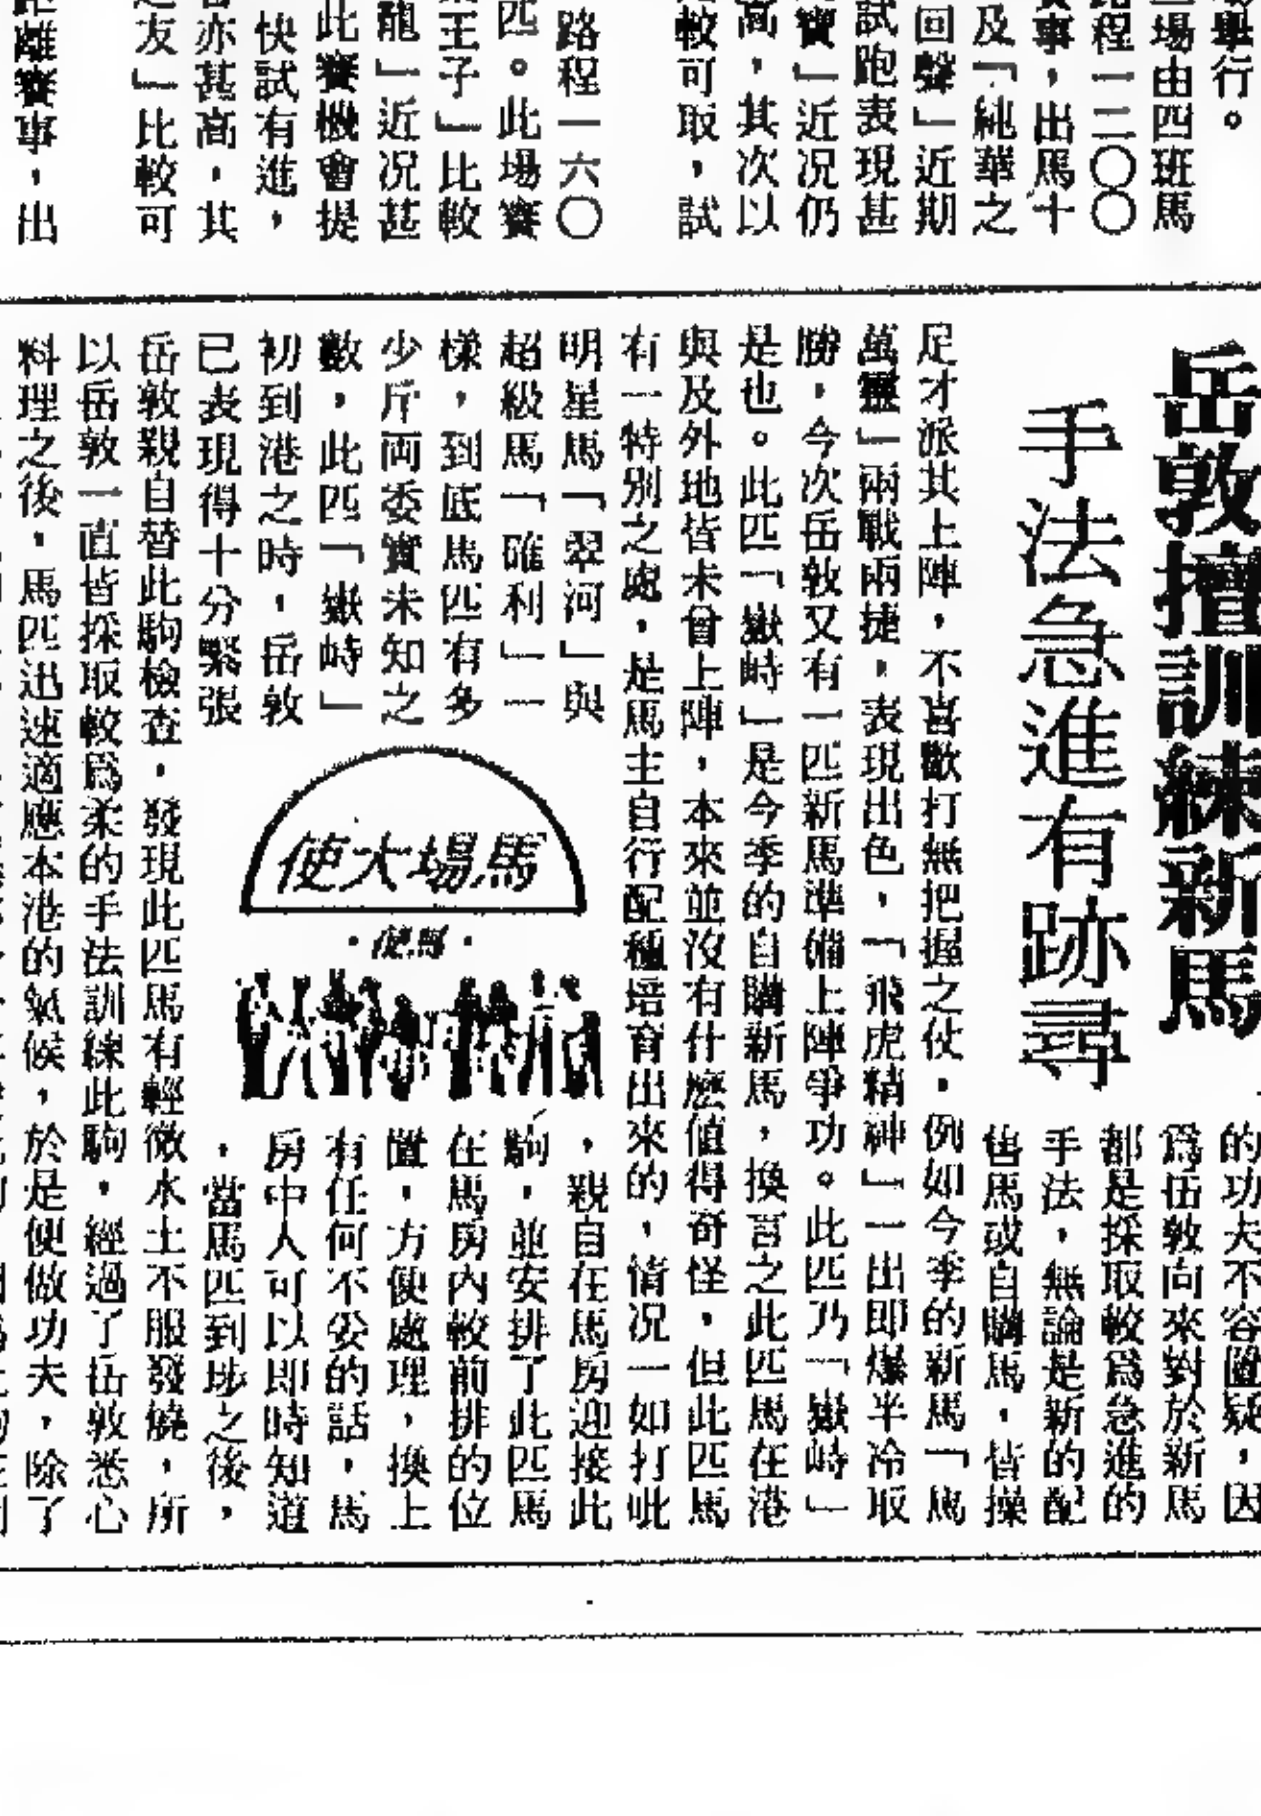 舉行。
場由四班馬
程一二〇〇
事，出馬十
及「純華之
回聲」近期
試跑表現甚
寶」近況仍
高，其次以
較可取，試
路程一六〇
匹。此場賽
王子」比較
龍」近況甚
此賽機會提
快試有進，
亦甚高，其
友」比較可
離賽事，出
岳敦擅訓練新馬
手法急進有跡尋
的功夫不容置疑，因
爲岳敦向來對於新馬
都是採取較爲急進的
手法，無論是新的配
售馬或自購馬，皆操
足才派其上陣，不喜歡打無把握之仗，例如今季的新馬「馬
萬靈」兩戰兩捷，表現出色，「飛虎精神」一出即爆半冷取
勝，今次岳敦又有一匹新馬準備上陣爭功。此匹乃「嶽峙」
是也。此匹「嶽峙」是今季的自購新馬，換言之此匹馬在港
與及外地皆未曾上陣，本來並沒有什麼值得奇怪，但此匹馬
有一特別之處，是馬主自行配種培育出來的，情况一如打吡
明星馬「翠河」與
超級馬「確利」一
樣，到底馬匹有多
少斤両委實未知之
數，此匹「嶽峙」
初到港之時，岳敦
已表現得十分緊張
馬塲大使
·馬使·
，親自在馬房迎接此
駒，並安排了此匹馬
在馬房內較前排的位
置，方便處理，換上
有任何不妥的話，馬
房中人可以即時知道
，當馬匹到埗之後，
岳敦親自替此駒檢查，發現此匹馬有輕微水土不服發燒，所
以岳敦一直皆採取較爲柔的手法訓練此駒，經過了岳敦悉心
料理之後，馬匹迅速適應本港的氣候，於是便做功夫，除了